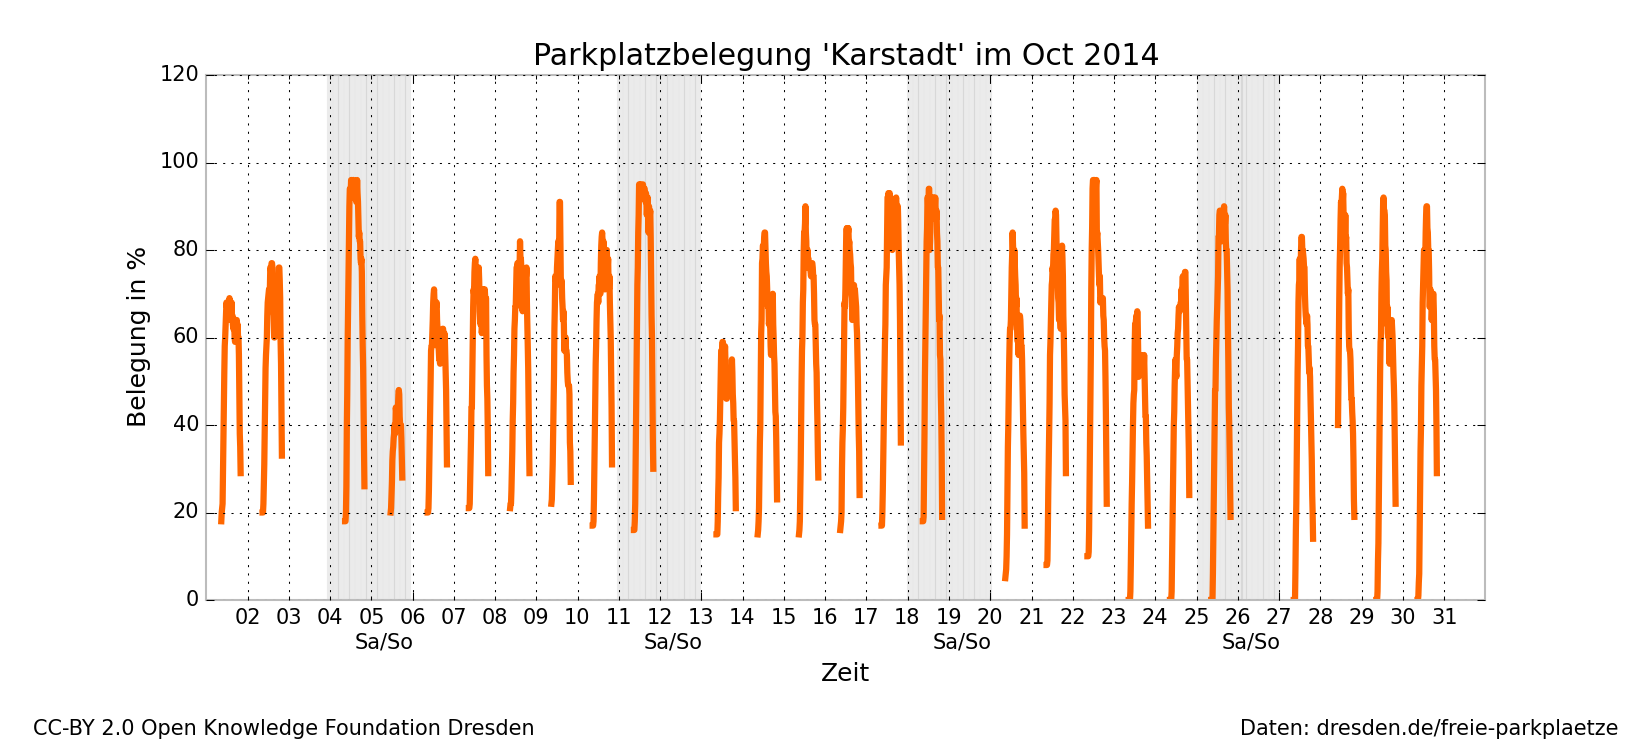 Parkplatzbelegung 'Karstadt' im Oct 2014
Belegung in %
120
100
80
60
40
20
0
02 03 04 05 06 07 08 09 10 11 12 13 14 15 16 17 18 19 20 21 22 23 24 25 26 27 28 29 30 31
Sa/So Sa/So Sa/So Sa/So
Zeit
CC-BY 2.0 Open Knowledge Foundation Dresden
Daten: dresden.de/freie-parkplaetze